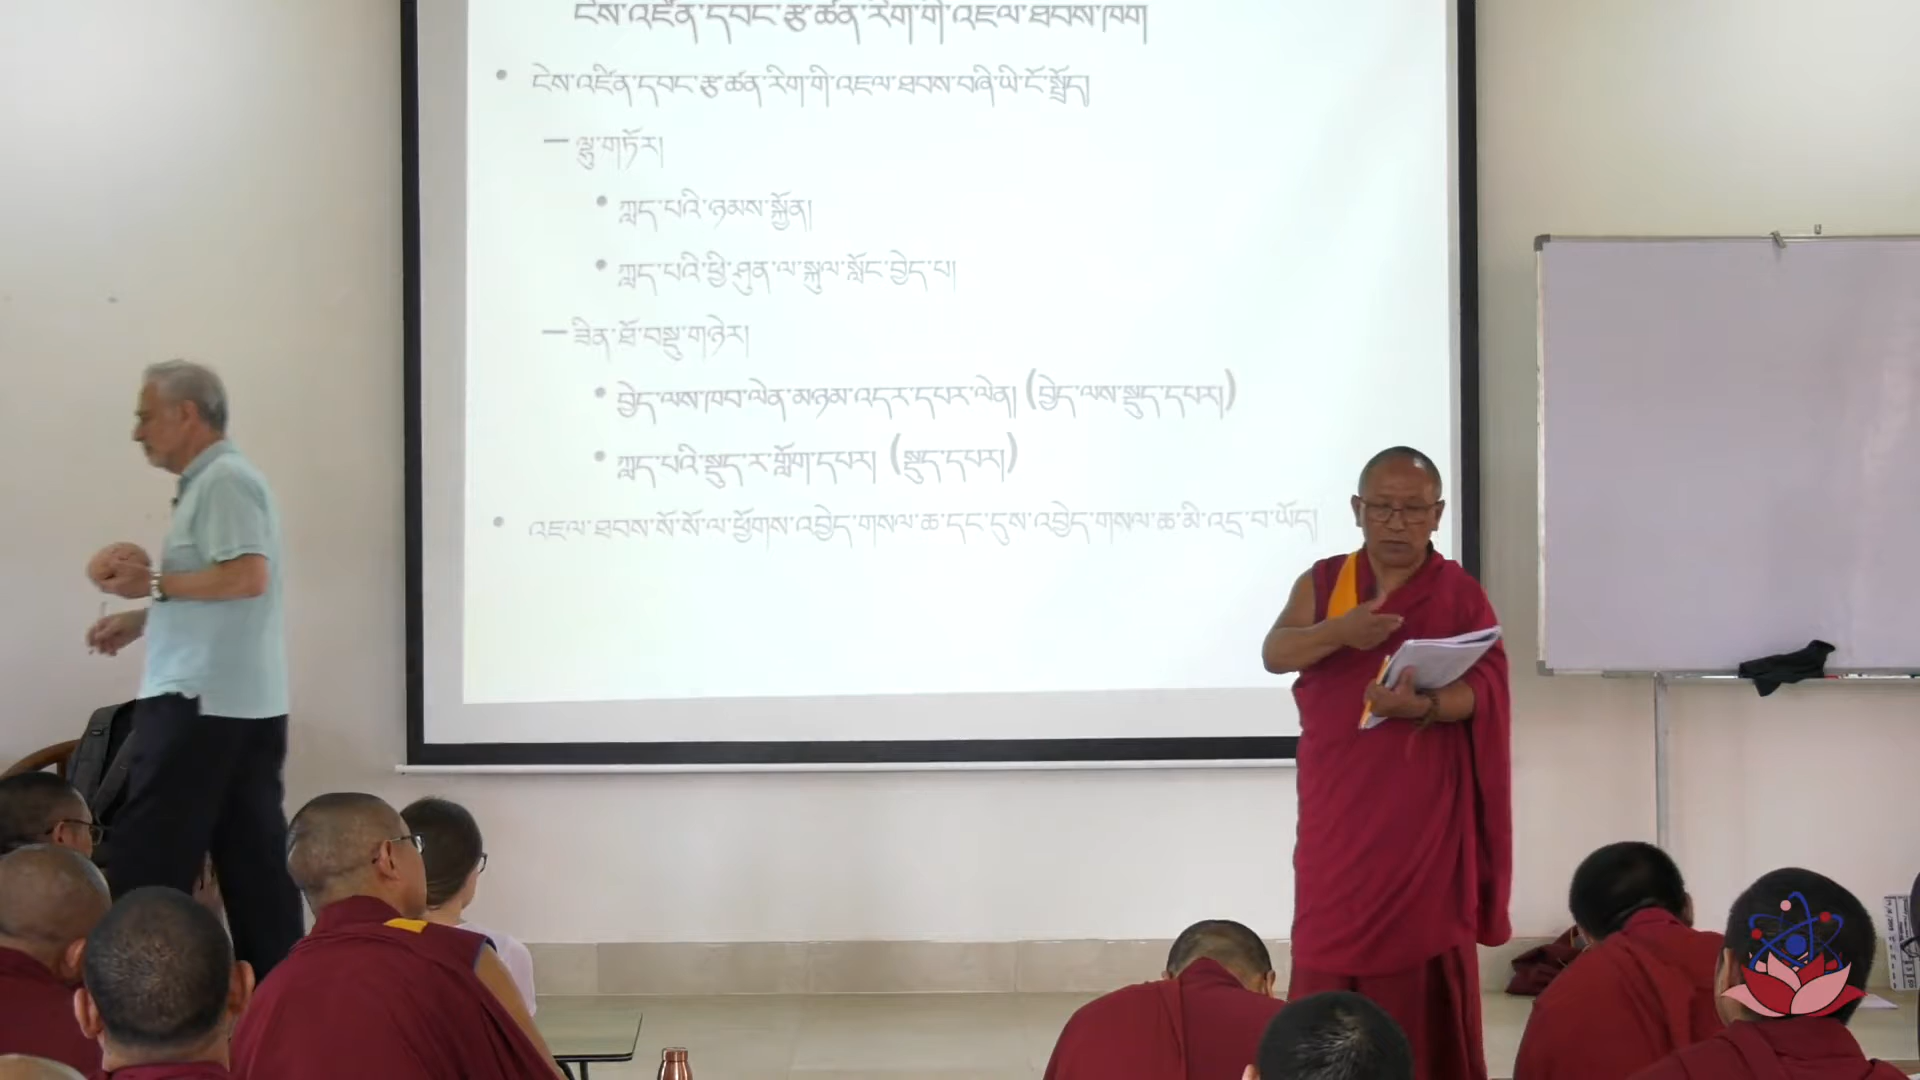 ངེས་འཛིན་དབང་རྩ་ཚན་རིག་གི་འཇལ་ཐབས་ཁག
• ངེས་འཛིན་དབང་རྩ་ཚན་རིག་གི་འཇལ་ཐབས་བཞི་ཡི་ངོ་སྤྲོད།
– ལྷུ་གཏོར།
• ཀླད་པའི་ཉམས་སྐྱོན།
• ཀླད་པའི་ཕྱི་ཤུན་ལ་སྐུལ་སློང་བྱེད་པ།
– ཟིན་ཐོ་བསྡུ་གཉེར།
• བྱེད་ལས་ཁབ་ལེན་མཉམ་འདར་དཔར་ལེན། (བྱེད་ལས་སྡུད་དཔར།)
• ཀླད་པའི་སྡུད་ར་གློག་དཔར། (སྡུད་དཔར།)
• འཇལ་ཐབས་སོ་སོ་ལ་ཕྱོགས་འབྱེད་གསལ་ཆ་དང་དུས་འབྱེད་གསལ་ཆ་མི་འདྲ་བ་ཡོད།